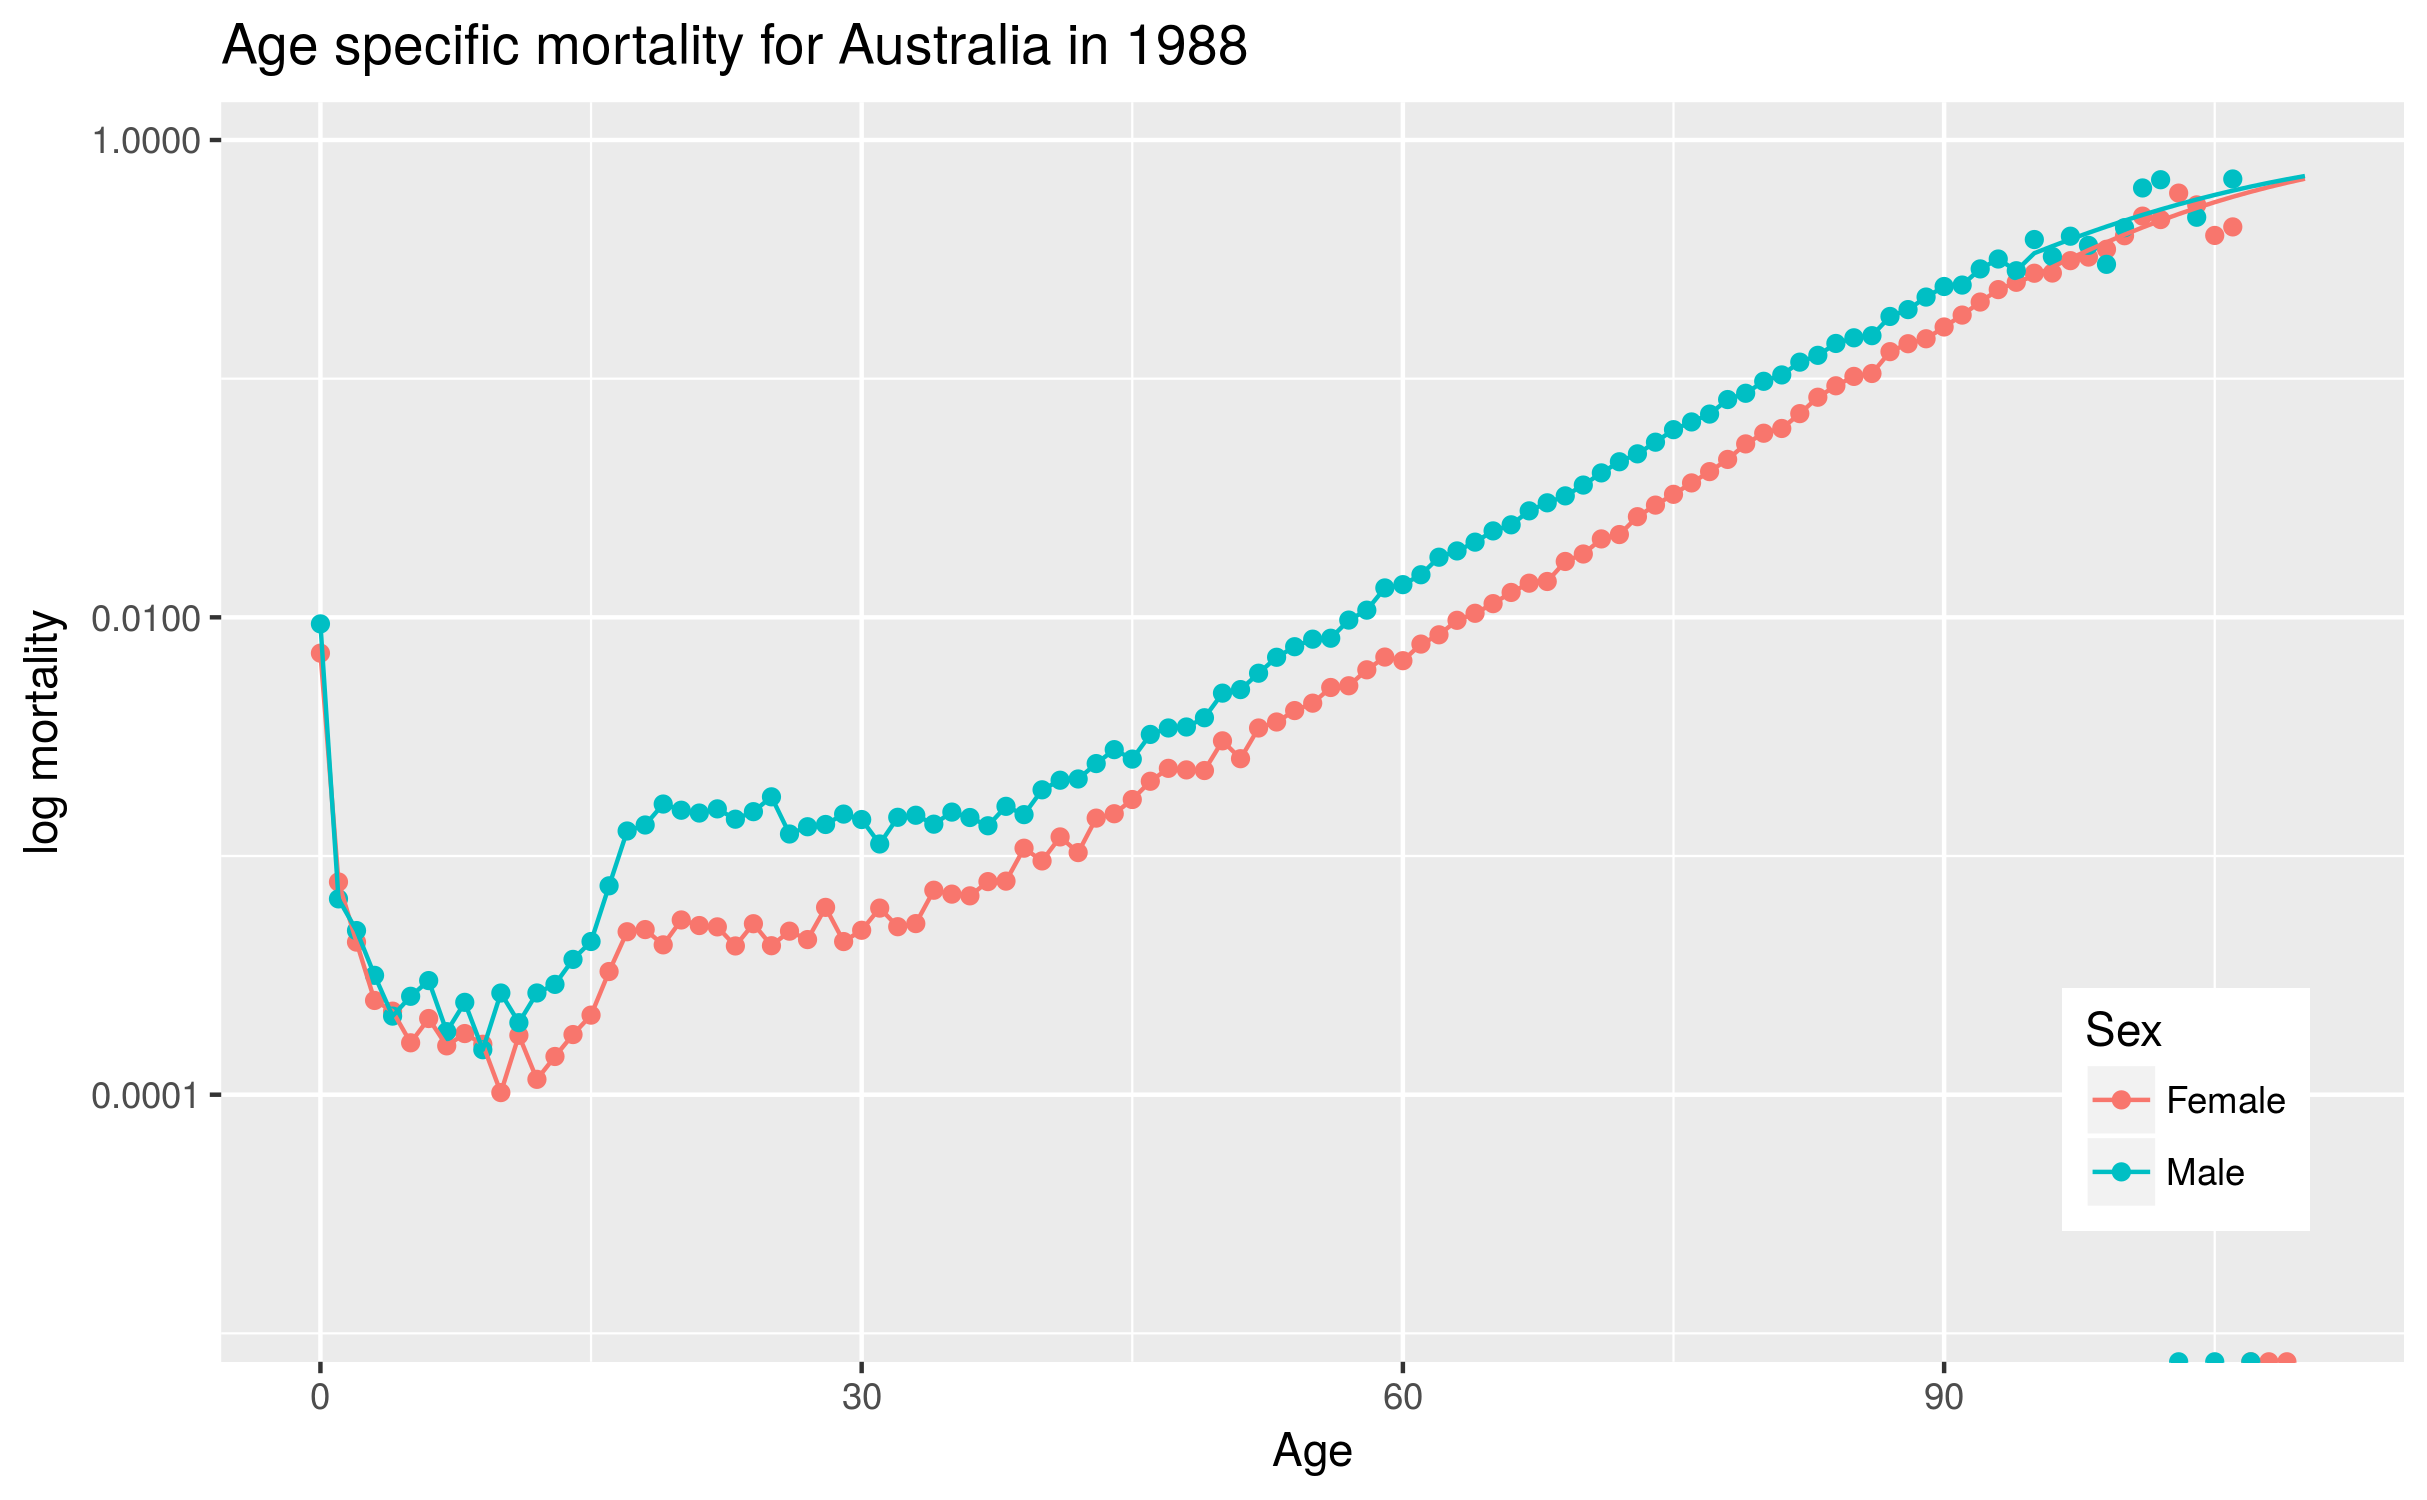 Age specific mortality for Australia in 1988
1.0000
0.0100
0.0001
log mortality
0
30
60
90
Age
Sex
Female
Male